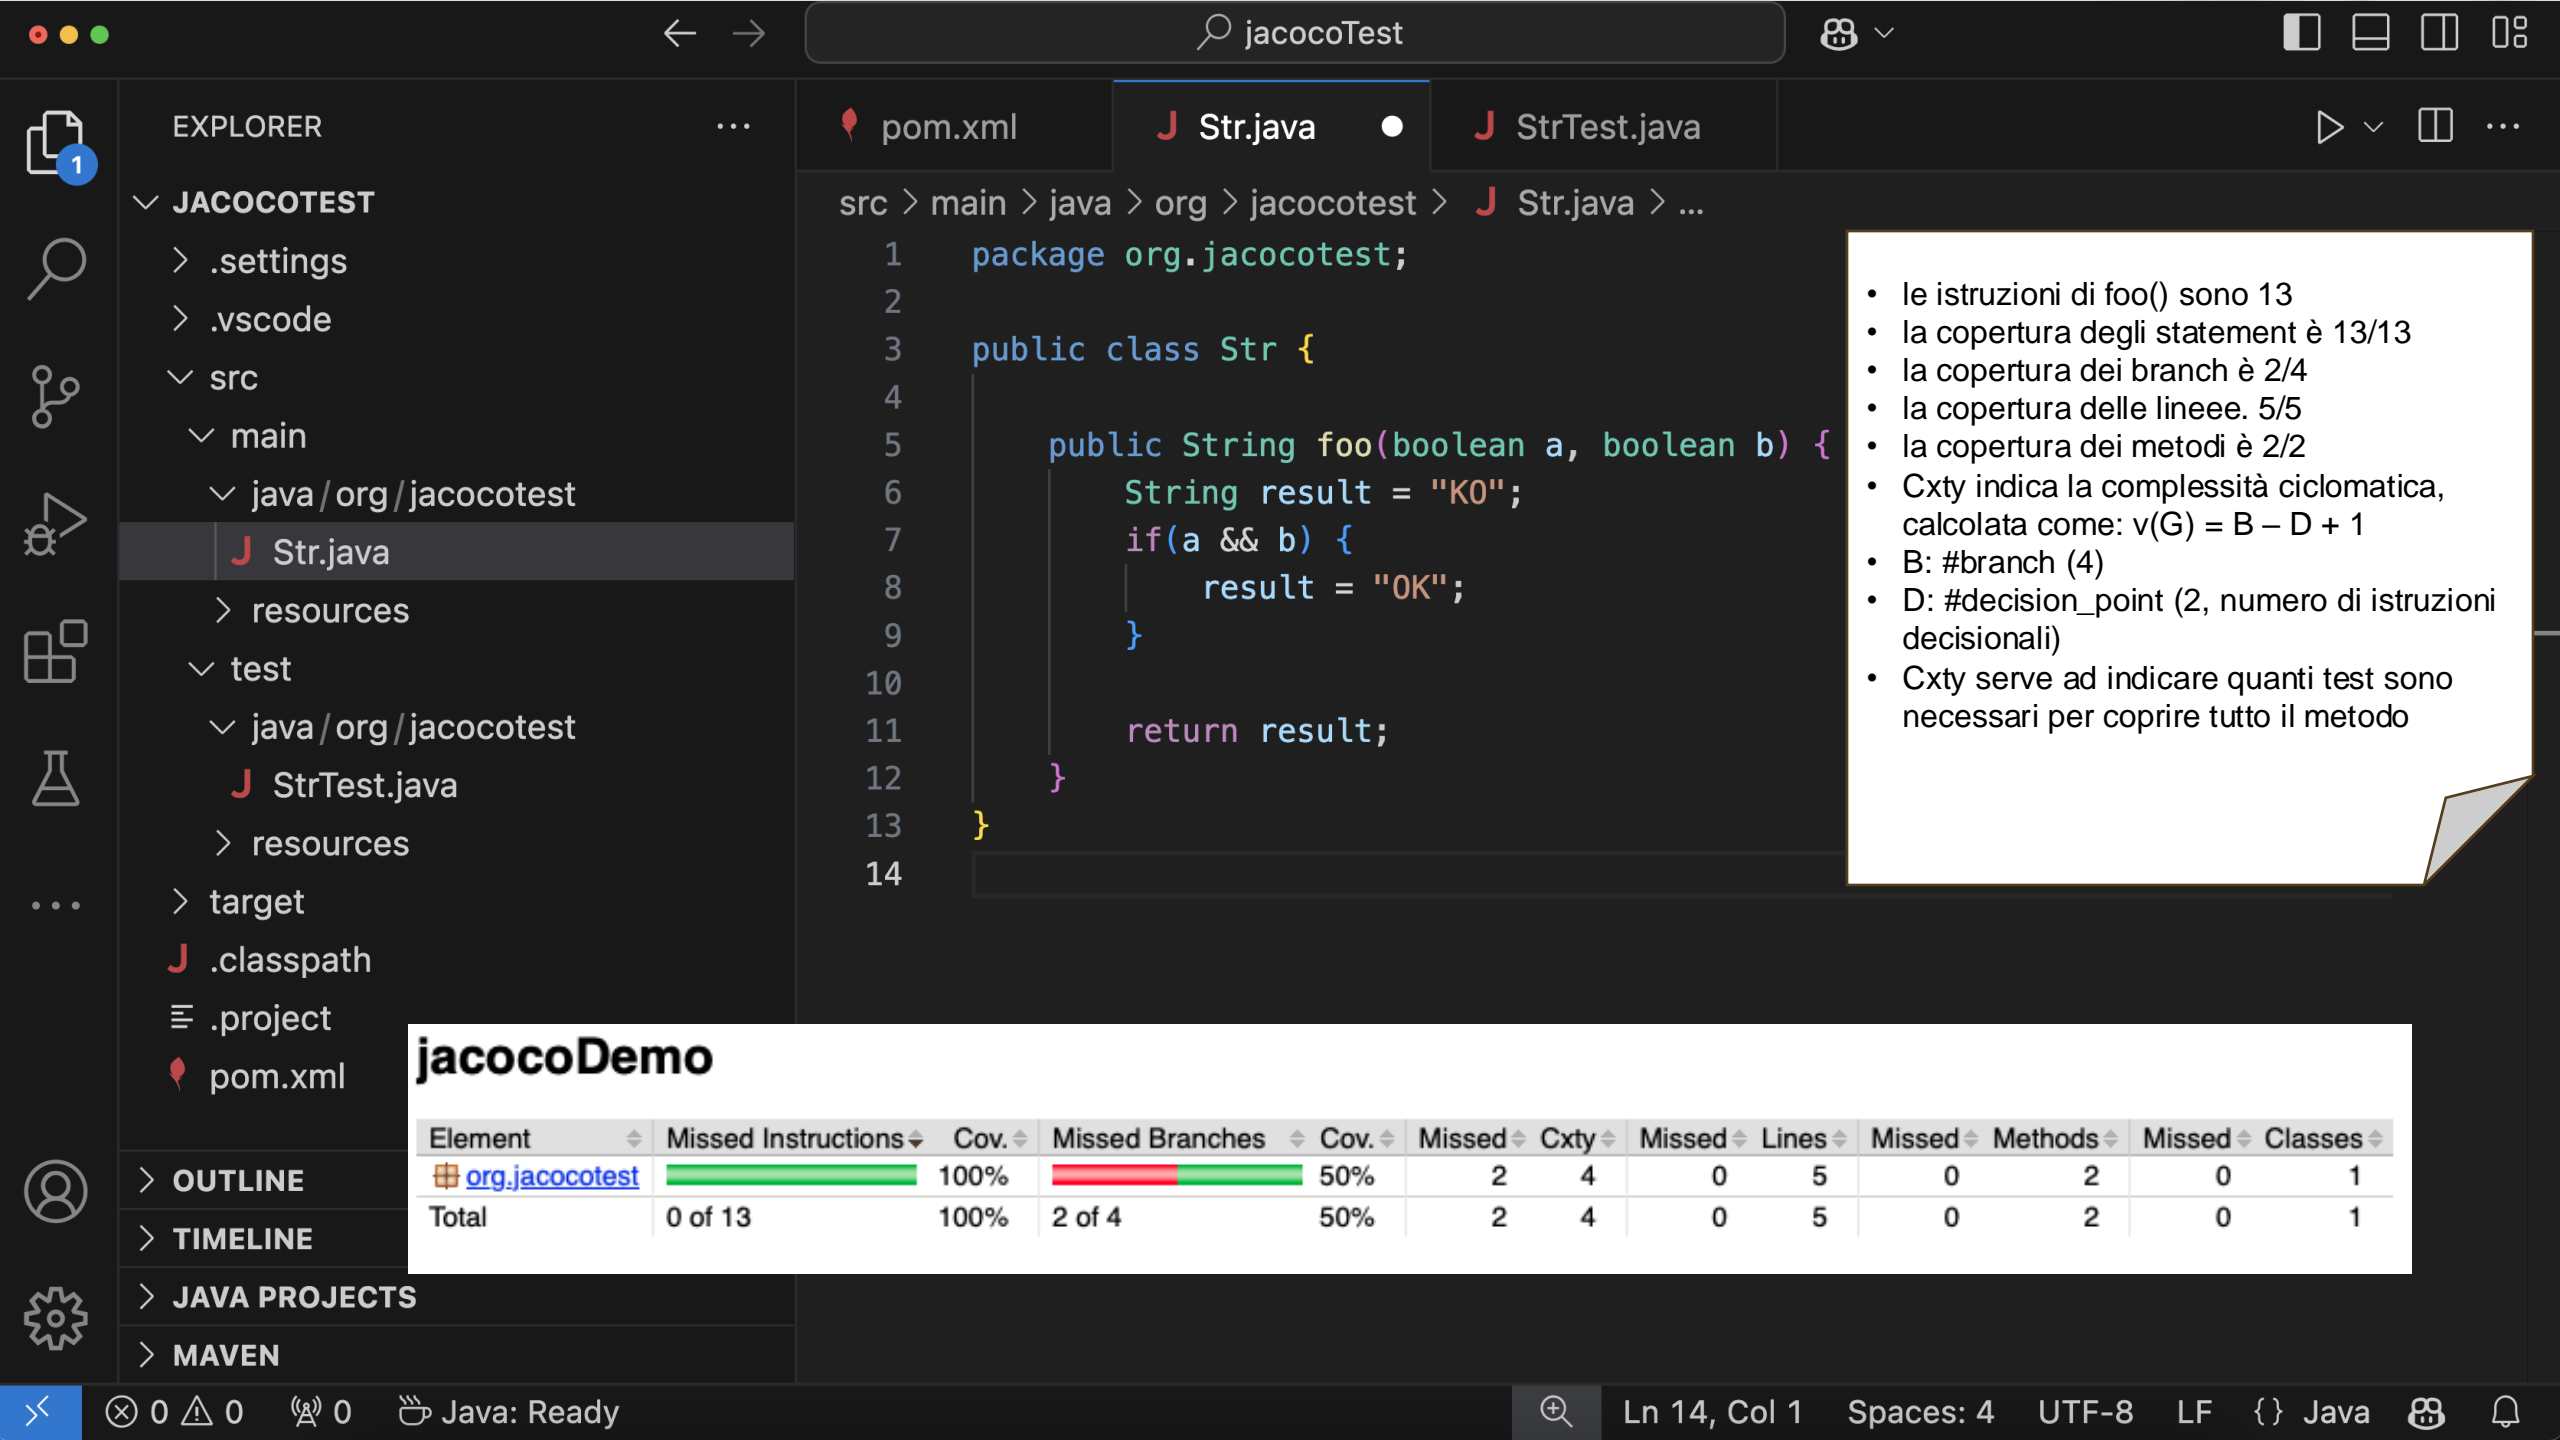 jacocoTest
EXPLORER
1
JACOCOTEST
.settings
.vscode
src
main
java/org/jacocotest
Str.java
resources
test
java/org/jacocotest
StrTest.java
resources
target
.classpath
.project
pom.xml
OUTLINE
TIMELINE
JAVA PROJECTS
MAVEN
pom.xml
Str.java
StrTest.java
src > main > java > org > jacocotest > Str.java > ...
1 package org.jacocotest;
2
3 public class Str {
4
5 public String foo(boolean a, boolean b) {
6 String result = "KO";
7 if(a && b) {
8 result = "OK";
9 }
10
11 return result;
12 }
13 }
14
• le istruzioni di foo() sono 13
• la copertura degli statement è 13/13
• la copertura dei branch è 2/4
• la copertura delle lineee. 5/5
• la copertura dei metodi è 2/2
• Cxty indica la complessità ciclomatica,
calcolata come: v(G) = B – D + 1
• B: #branch (4)
• D: #decision_point (2, numero di istruzioni
decisionali)
• Cxty serve ad indicare quanti test sono
necessari per coprire tutto il metodo
jacocoDemo
Element Missed Instructions Cov. Missed Branches Cov. Missed Cxty Missed Lines Missed Methods Missed Classes
org.jacocotest 100% 50% 2 4 0 5 0 2 0 1
Total 0 of 13 100% 2 of 4 50% 2 4 0 5 0 2 0 1
0 0 0 Java: Ready Ln 14, Col 1 Spaces: 4 UTF-8 LF {} Java